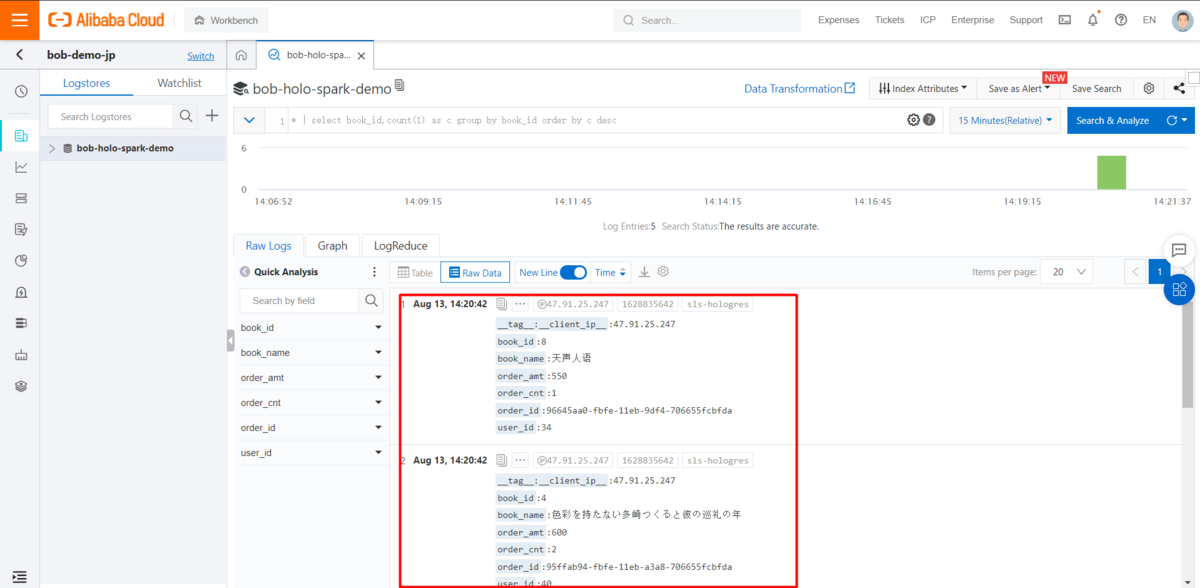 Alibaba Cloud
Workbench
Search...
Expenses Tickets ICP Enterprise Support EN
bob-demo-jp Switch
bob-holo-spa...
Logstores Watchlist
Search Logstores
bob-holo-spark-demo
bob-holo-spark-demo
Data Transformation
Index Attributes
NEW
Save as Alert
Save Search
1 * | select book_id,count(1) as c group by book_id order by c desc
15 Minutes(Relative)
Search & Analyze
6
0
14:06:52 14:09:15 14:11:45 14:14:15 14:16:45 14:19:15 14:21:37
Log Entries:5 Search Status:The results are accurate.
Raw Logs Graph LogReduce
Quick Analysis
Table Raw Data New Line Time
Items per page: 20
1
Search by field
book_id
book_name
order_amt
order_cnt
order_id
user_id
1 Aug 13, 14:20:42 47.91.25.247 1628835642 sls-hologres
__tag__:__client_ip__ :47.91.25.247
book_id :8
book_name :天声人语
order_amt :550
order_cnt :1
order_id :96645aa0-fbfe-11eb-9df4-706655fcbfda
user_id :34
2 Aug 13, 14:20:42 47.91.25.247 1628835642 sls-hologres
__tag__:__client_ip__ :47.91.25.247
book_id :4
book_name :色彩を持たない多崎つくると彼の巡礼の年
order_amt :600
order_cnt :2
order_id :95ffab94-fbfe-11eb-a3a8-706655fcbfda
user_id :40